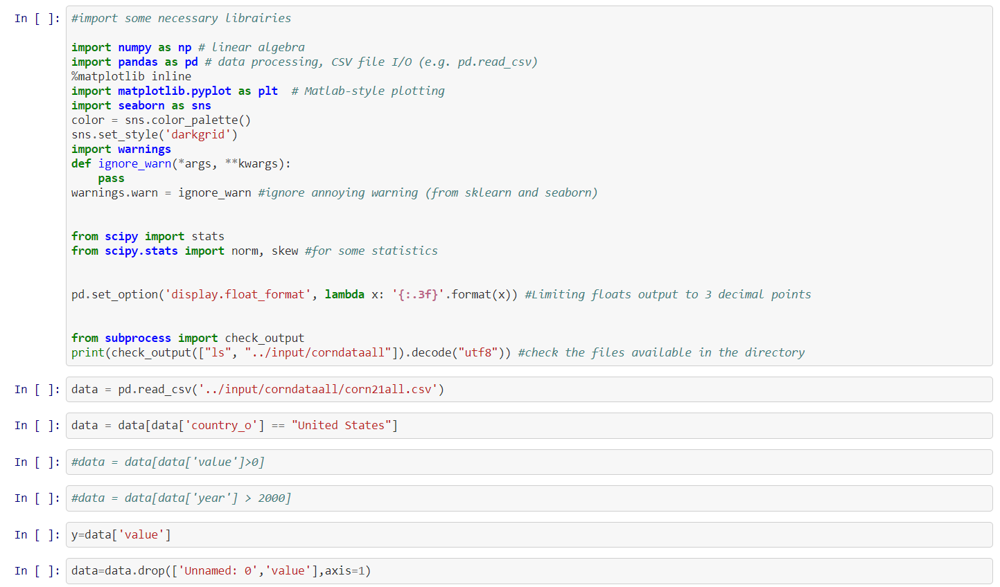 In [ ]: #import some necessary librairies
import numpy as np # linear algebra
import pandas as pd # data processing, CSV file I/O (e.g. pd.read_csv)
%matplotlib inline
import matplotlib.pyplot as plt  # Matlab-style plotting
import seaborn as sns
color = sns.color_palette()
sns.set_style('darkgrid')
import warnings
def ignore_warn(*args, **kwargs):
    pass
warnings.warn = ignore_warn #ignore annoying warning (from sklearn and seaborn)
from scipy import stats
from scipy.stats import norm, skew #for some statistics
pd.set_option('display.float_format', lambda x: '{:.3f}'.format(x)) #Limiting floats output to 3 decimal points
from subprocess import check_output
print(check_output(["ls", "../input/corndataall"]).decode("utf8")) #check the files available in the directory
In [ ]: data = pd.read_csv('../input/corndataall/corn21all.csv')
In [ ]: data = data[data['country_o'] == "United States"]
In [ ]: #data = data[data['value']>0]
In [ ]: #data = data[data['year'] > 2000]
In [ ]: y=data['value']
In [ ]: data=data.drop(['Unnamed: 0','value'],axis=1)